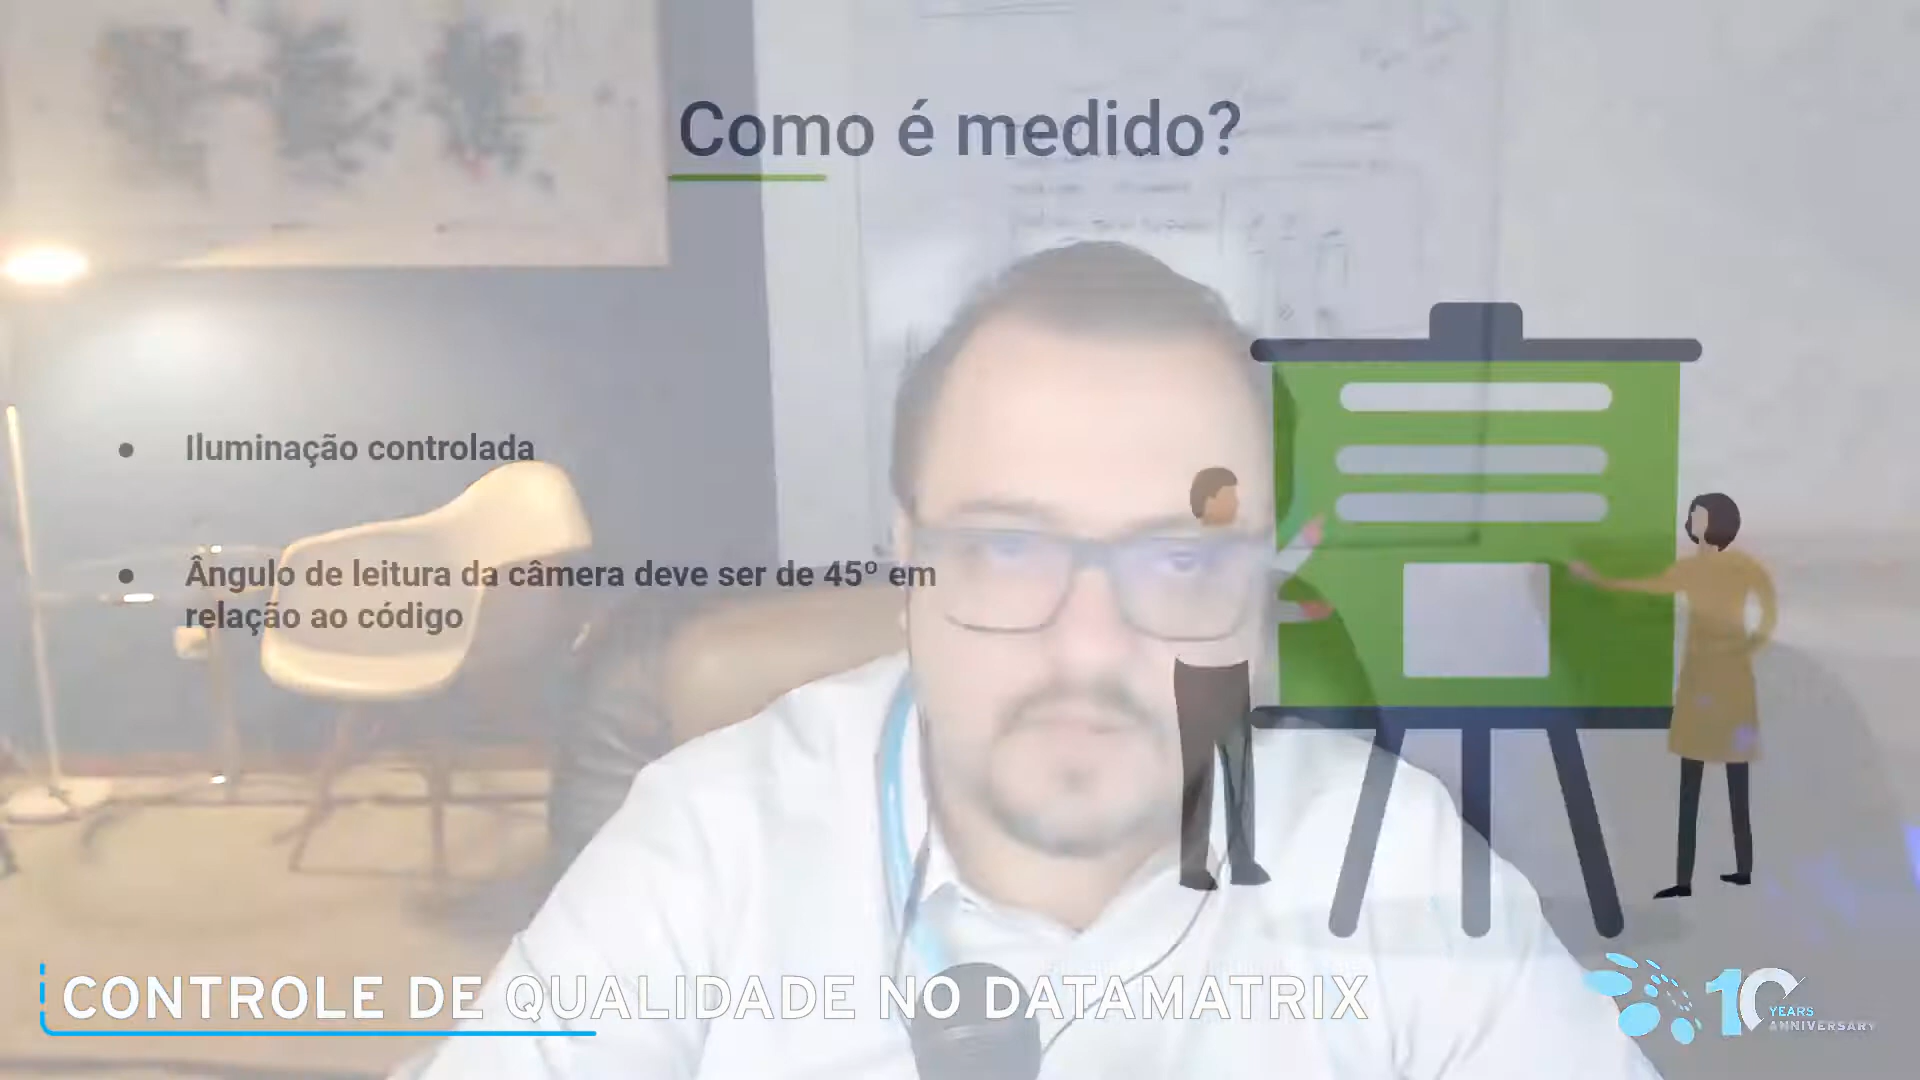 Como é medido?
● Iluminação controlada
● Ângulo de leitura da câmera deve ser de 45º em
relação ao código
CONTROLE DE QUALIDADE NO DATAMATRIX
10 YEARS
ANNIVERSARY